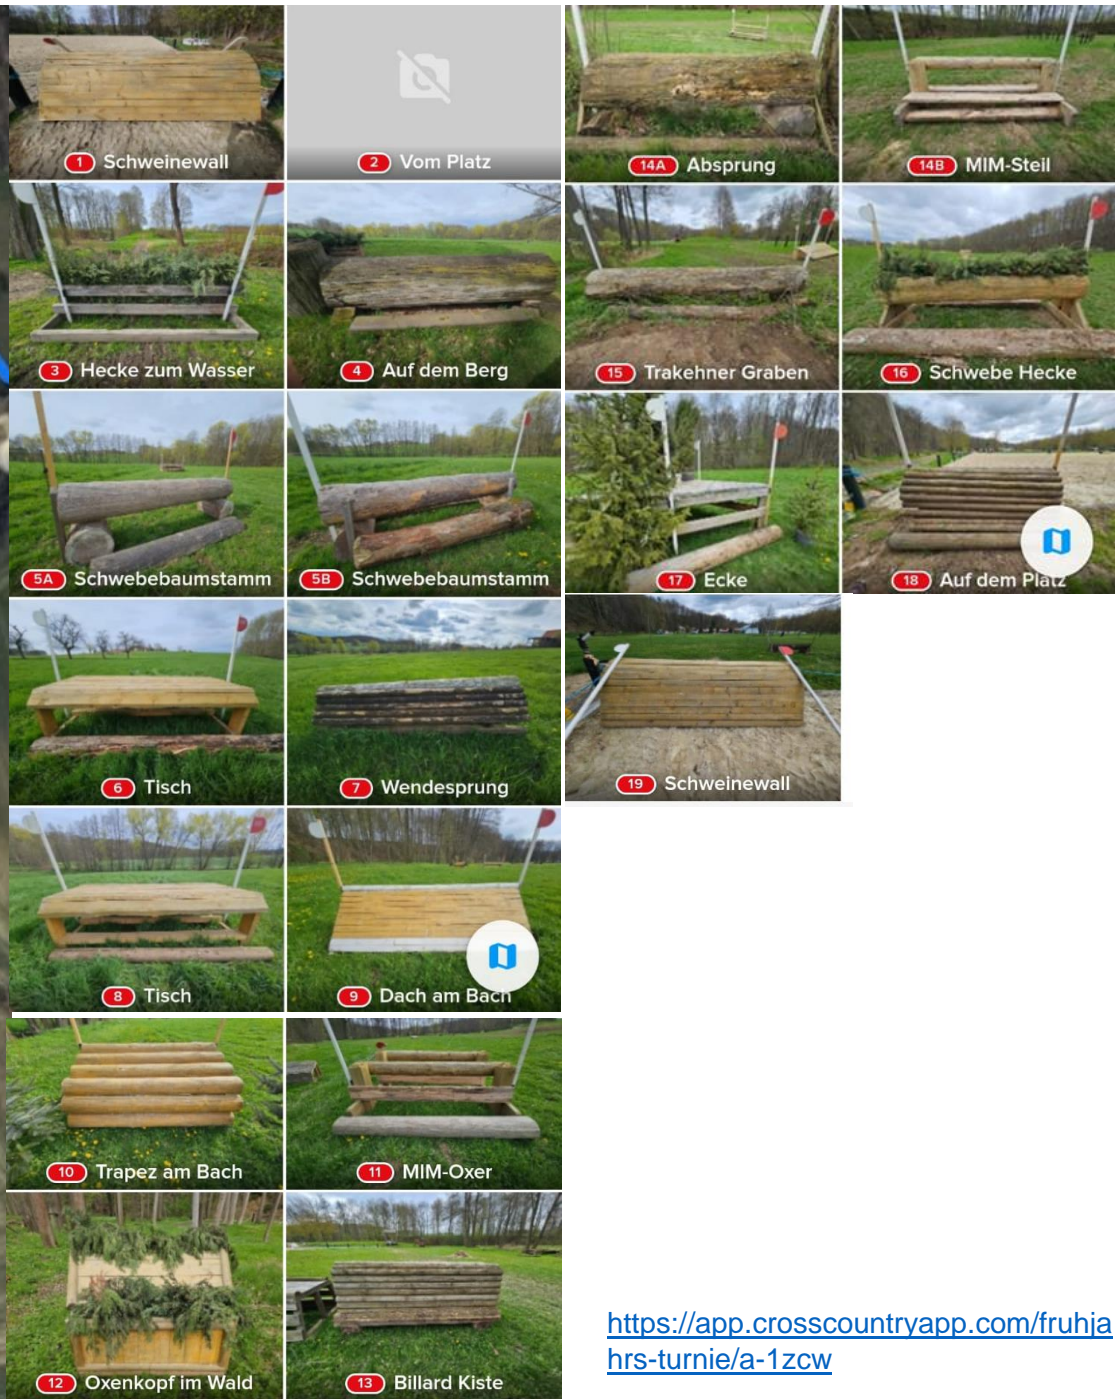 1 Schweinewall
2 Vom Platz
3 Hecke zum Wasser
4 Auf dem Berg
5A Schwebebaumstamm
5B Schwebebaumstamm
6 Tisch
7 Wendesprung
8 Tisch
9 Dach am Bach
10 Trapez am Bach
11 MIM-Oxer
12 Oxenkopf im Wald
13 Billard Kiste
14A Absprung
14B MIM-Steil
15 Trakehner Graben
16 Schwebe Hecke
17 Ecke
18 Auf dem Platz
19 Schweinewall
https://app.crosscountryapp.com/fruhja
hrs-turnie/a-1zcw